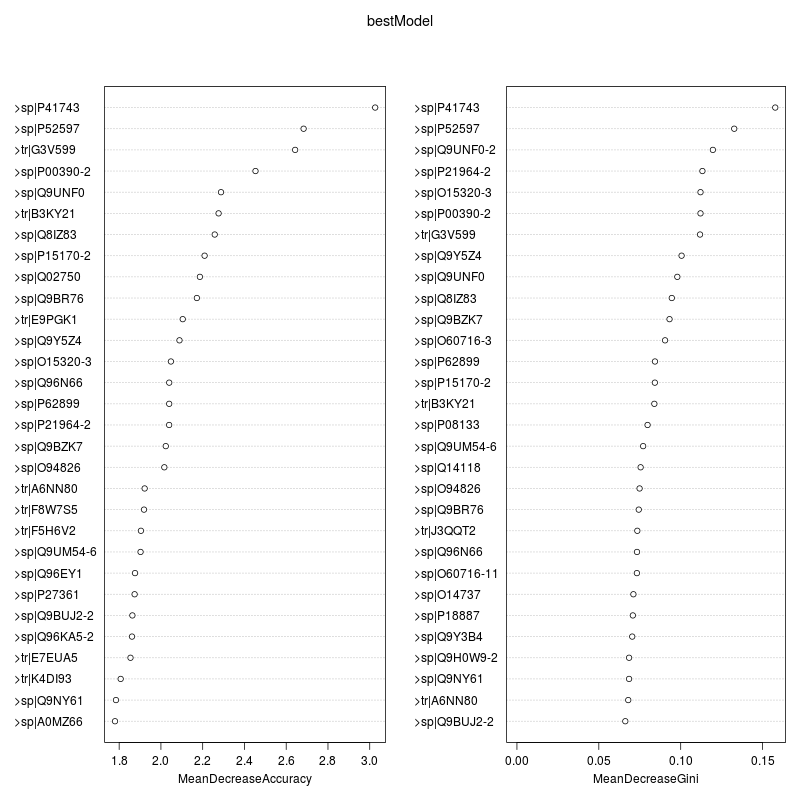 bestModel
>sp|P41743
>sp|P52597
>tr|G3V599
>sp|P00390-2
>sp|Q9UNF0
>tr|B3KY21
>sp|Q8IZ83
>sp|P15170-2
>sp|Q02750
>sp|Q9BR76
>tr|E9PGK1
>sp|Q9Y5Z4
>sp|O15320-3
>sp|Q96N66
>sp|P62899
>sp|P21964-2
>sp|Q9BZK7
>sp|O94826
>tr|A6NN80
>tr|F8W7S5
>tr|F5H6V2
>sp|Q9UM54-6
>sp|Q96EY1
>sp|P27361
>sp|Q9BUJ2-2
>sp|Q96KA5-2
>tr|E7EUA5
>tr|K4DI93
>sp|Q9NY61
>sp|A0MZ66
1.8 2.0 2.2 2.4 2.6 2.8 3.0
MeanDecreaseAccuracy
>sp|P41743
>sp|P52597
>sp|Q9UNF0-2
>sp|P21964-2
>sp|O15320-3
>sp|P00390-2
>tr|G3V599
>sp|Q9Y5Z4
>sp|Q9UNF0
>sp|Q8IZ83
>sp|Q9BZK7
>sp|O60716-3
>sp|P62899
>sp|P15170-2
>tr|B3KY21
>sp|P08133
>sp|Q9UM54-6
>sp|Q14118
>sp|O94826
>sp|Q9BR76
>tr|J3QQT2
>sp|Q96N66
>sp|O60716-11
>sp|O14737
>sp|P18887
>sp|Q9Y3B4
>sp|Q9H0W9-2
>sp|Q9NY61
>tr|A6NN80
>sp|Q9BUJ2-2
0.00 0.05 0.10 0.15
MeanDecreaseGini